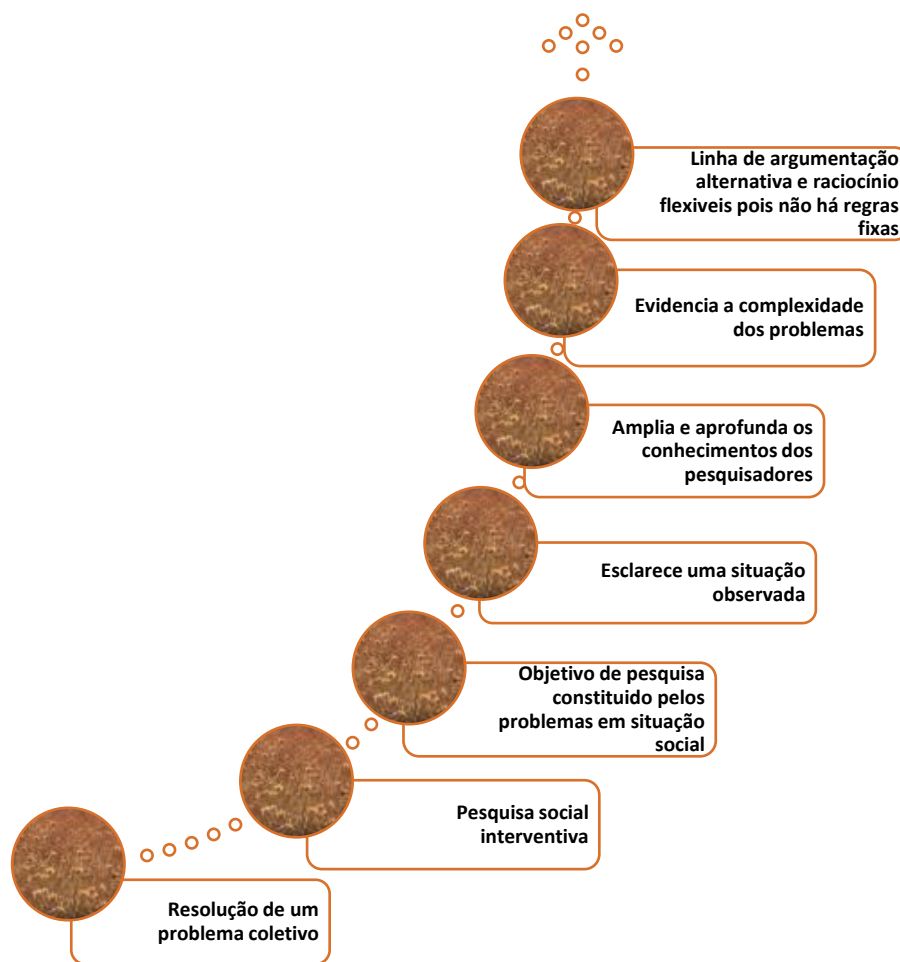 Linha de argumentação
alternativa e raciocínio
flexiveis pois não há regras
fixas
Evidencia a complexidade
dos problemas
Amplia e aprofunda os
conhecimentos dos
pesquisadores
Esclarece uma situação
observada
Objetivo de pesquisa
constituido pelos
problemas em situação
social
Pesquisa social
interventiva
Resolução de um
problema coletivo